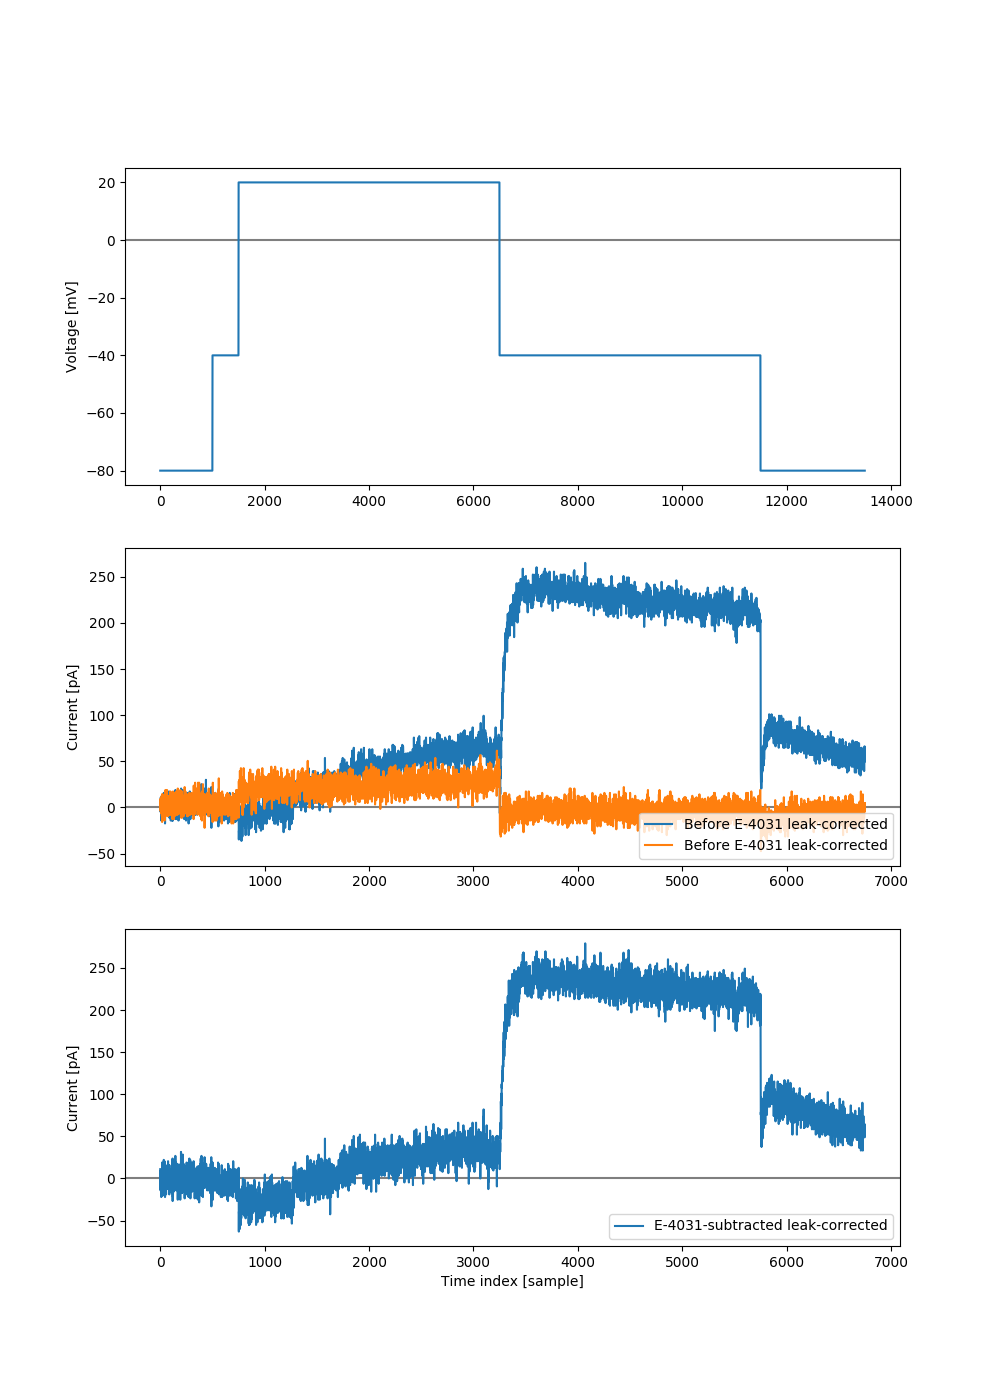 20
0
−20
−40
−60
−80
Voltage [mV]
0 2000 4000 6000 8000 10000 12000 14000
250
200
150
100
50
0
−50
Current [pA]
Before E-4031 leak-corrected
Before E-4031 leak-corrected
0 1000 2000 3000 4000 5000 6000 7000
250
200
150
100
50
0
−50
Current [pA]
E-4031-subtracted leak-corrected
0 1000 2000 3000 4000 5000 6000 7000
Time index [sample]